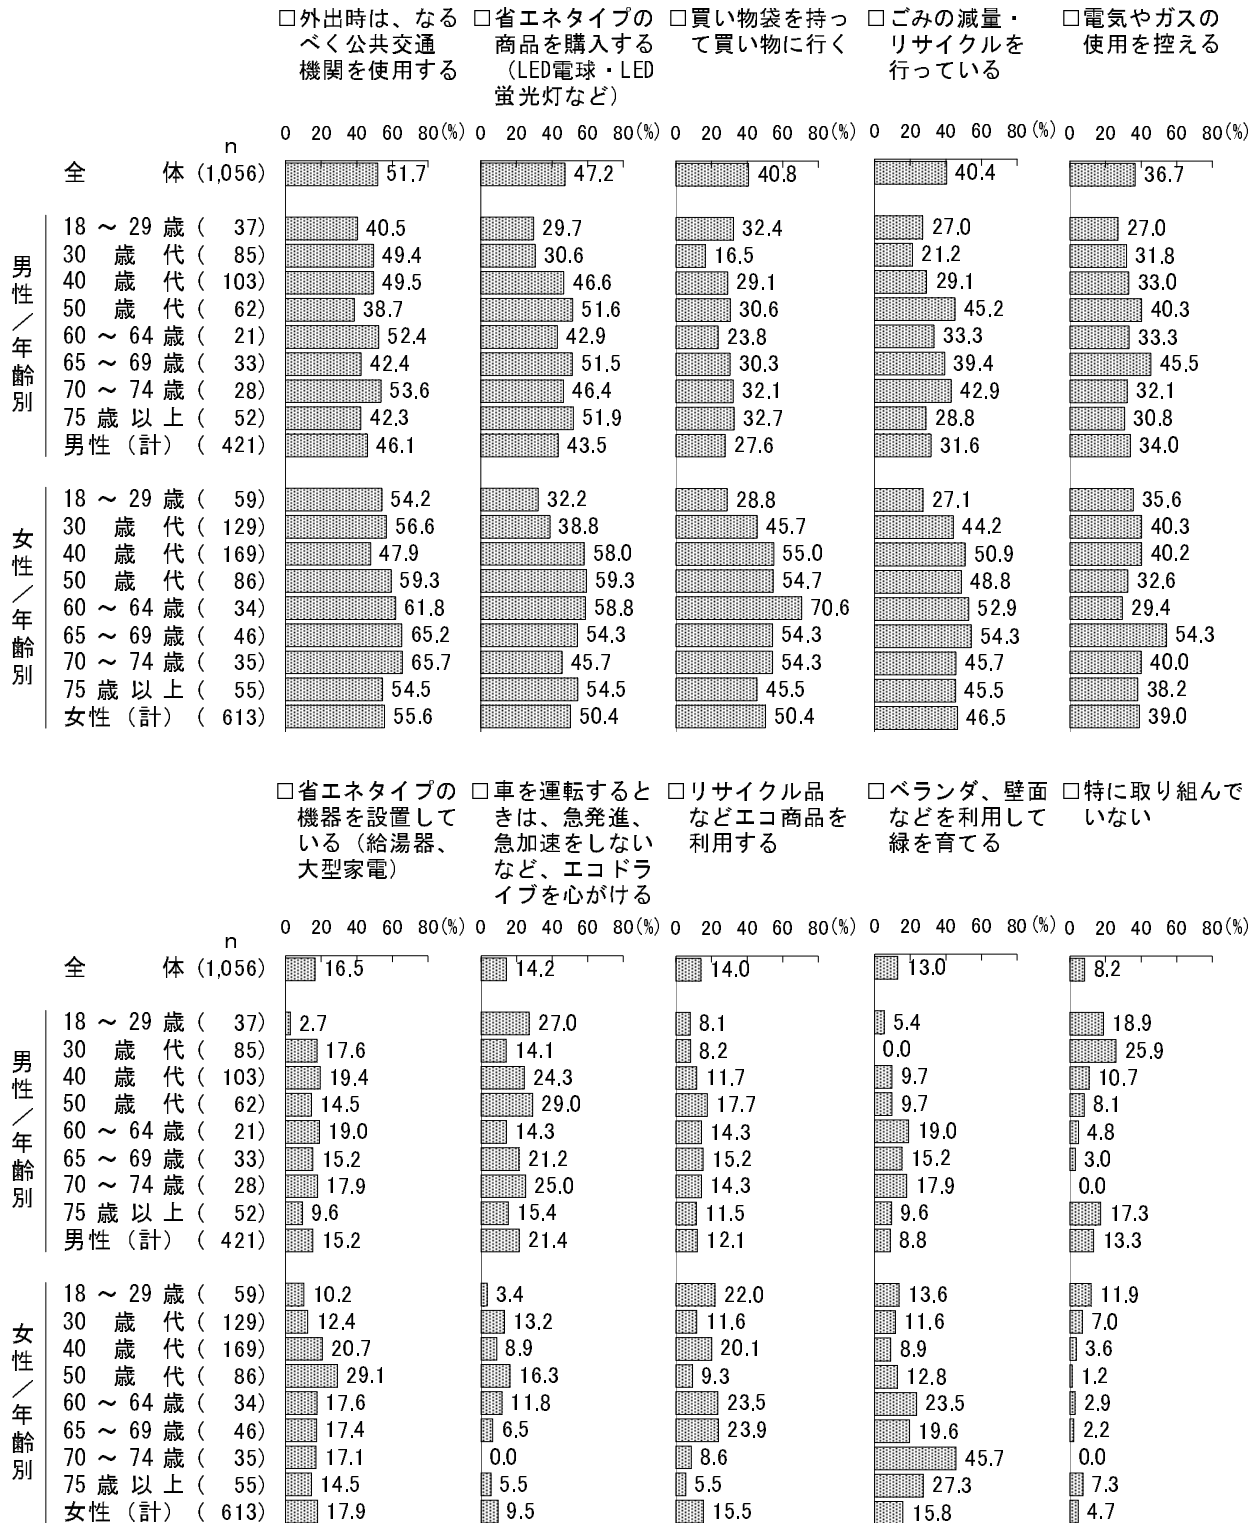 □外出時は、なる
べく公共交通
機関を使用する
□省エネタイプの
商品を購入する
（LED電球・LED
蛍光灯など）
□買い物袋を持っ
て買い物に行く
□ごみの減量・
リサイクルを
行っている
□電気やガスの
使用を控える
0 20 40 60 80(%) 0 20 40 60 80(%) 0 20 40 60 80(%) 0 20 40 60 80(%) 0 20 40 60 80(%)
n
全体 (1,056) 51.7 47.2 40.8 40.4 36.7
男性／年齢別
18～29歳 ( 37) 40.5 29.7 32.4 27.0 27.0
30歳代 ( 85) 49.4 30.6 16.5 21.2 31.8
40歳代 ( 103) 49.5 46.6 29.1 29.1 33.0
50歳代 ( 62) 38.7 51.6 30.6 45.2 40.3
60～64歳 ( 21) 52.4 42.9 23.8 33.3 33.3
65～69歳 ( 33) 42.4 51.5 30.3 39.4 45.5
70～74歳 ( 28) 53.6 46.4 32.1 42.9 32.1
75歳以上 ( 52) 42.3 51.9 32.7 28.8 30.8
男性（計） ( 421) 46.1 43.5 27.6 31.6 34.0
女性／年齢別
18～29歳 ( 59) 54.2 32.2 28.8 27.1 35.6
30歳代 ( 129) 56.6 38.8 45.7 44.2 40.3
40歳代 ( 169) 47.9 58.0 55.0 50.9 40.2
50歳代 ( 86) 59.3 59.3 54.7 48.8 32.6
60～64歳 ( 34) 61.8 58.8 70.6 52.9 29.4
65～69歳 ( 46) 65.2 54.3 54.3 54.3 54.3
70～74歳 ( 35) 65.7 45.7 54.3 45.7 40.0
75歳以上 ( 55) 54.5 54.5 45.5 45.5 38.2
女性（計） ( 613) 55.6 50.4 50.4 46.5 39.0
□省エネタイプの
機器を設置して
いる（給湯器、
大型家電）
□車を運転すると
きは、急発進、
急加速をしない
など、エコドラ
イブを心がける
□リサイクル品
などエコ商品を
利用する
□ベランダ、壁面
などを利用して
緑を育てる
□特に取り組んで
いない
0 20 40 60 80(%) 0 20 40 60 80(%) 0 20 40 60 80(%) 0 20 40 60 80(%) 0 20 40 60 80(%)
n
全体 (1,056) 16.5 14.2 14.0 13.0 8.2
男性／年齢別
18～29歳 ( 37) 2.7 27.0 8.1 5.4 18.9
30歳代 ( 85) 17.6 14.1 8.2 0.0 25.9
40歳代 ( 103) 19.4 24.3 11.7 9.7 10.7
50歳代 ( 62) 14.5 29.0 17.7 9.7 8.1
60～64歳 ( 21) 19.0 14.3 14.3 19.0 4.8
65～69歳 ( 33) 15.2 21.2 15.2 15.2 3.0
70～74歳 ( 28) 17.9 25.0 14.3 17.9 0.0
75歳以上 ( 52) 9.6 15.4 11.5 9.6 17.3
男性（計） ( 421) 15.2 21.4 12.1 8.8 13.3
女性／年齢別
18～29歳 ( 59) 10.2 3.4 22.0 13.6 11.9
30歳代 ( 129) 12.4 13.2 11.6 11.6 7.0
40歳代 ( 169) 20.7 8.9 20.1 8.9 3.6
50歳代 ( 86) 29.1 16.3 9.3 12.8 1.2
60～64歳 ( 34) 17.6 11.8 23.5 23.5 2.9
65～69歳 ( 46) 17.4 6.5 23.9 19.6 2.2
70～74歳 ( 35) 17.1 0.0 8.6 45.7 0.0
75歳以上 ( 55) 14.5 5.5 5.5 27.3 7.3
女性（計） ( 613) 17.9 9.5 15.5 15.8 4.7